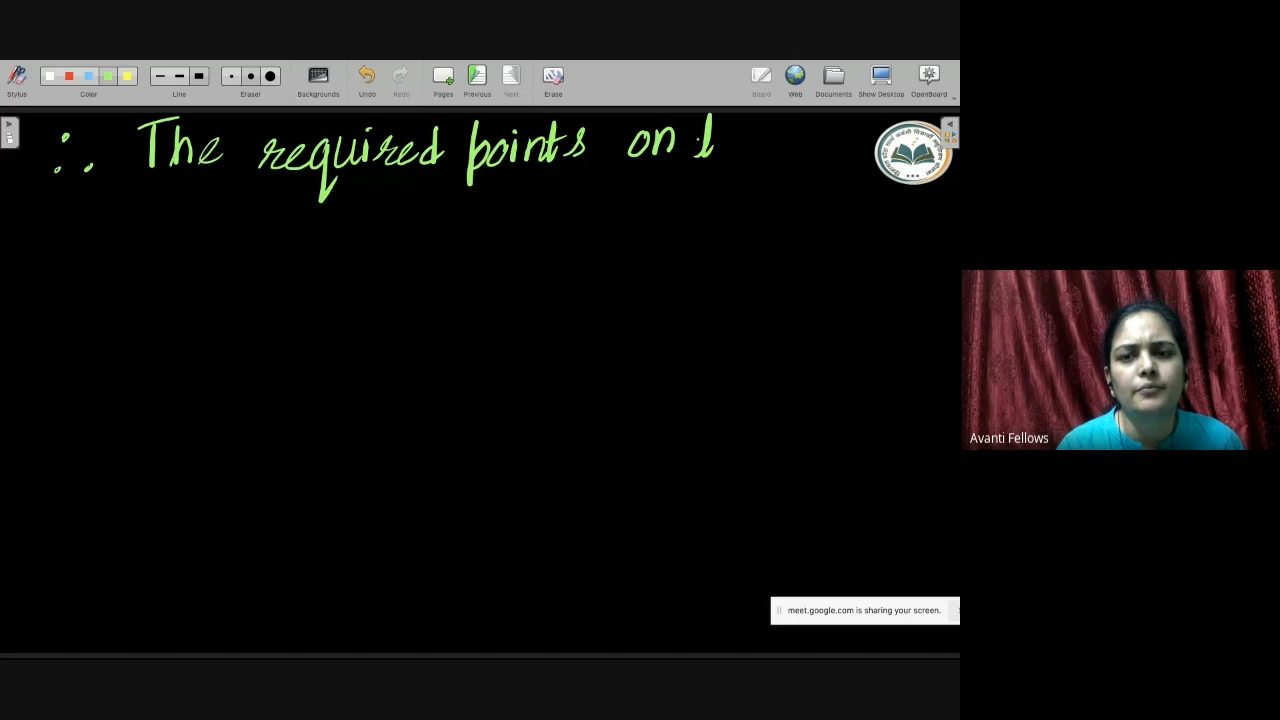 Stylus Color Line Eraser Backgrounds Undo Redo Pages Previous Next Erase Board Web Documents Show Desktop OpenBoard
∴ The required points on t
Avanti Fellows
meet.google.com is sharing your screen.